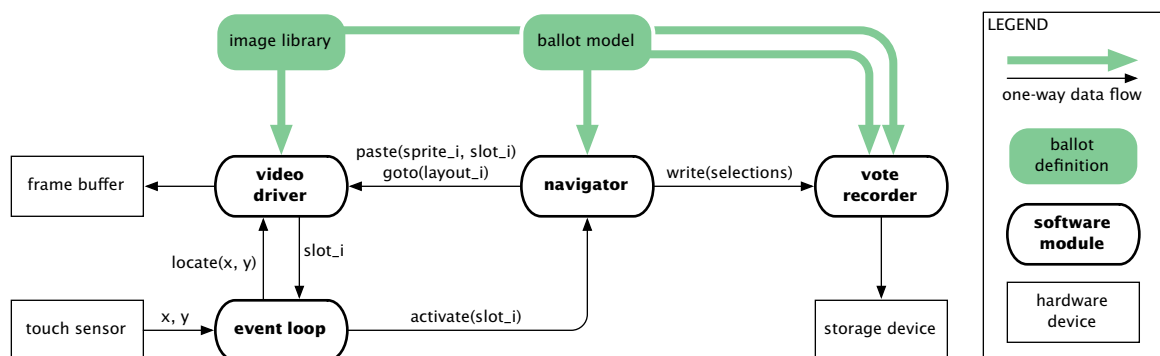 image library
ballot model
LEGEND
one-way data flow
ballot
definition
software
module
hardware
device
paste(sprite_i, slot_i)
goto(layout_i)
frame buffer
video
driver
navigator
write(selections)
vote
recorder
locate(x, y)
slot_i
touch sensor
x, y
event loop
activate(slot_i)
storage device